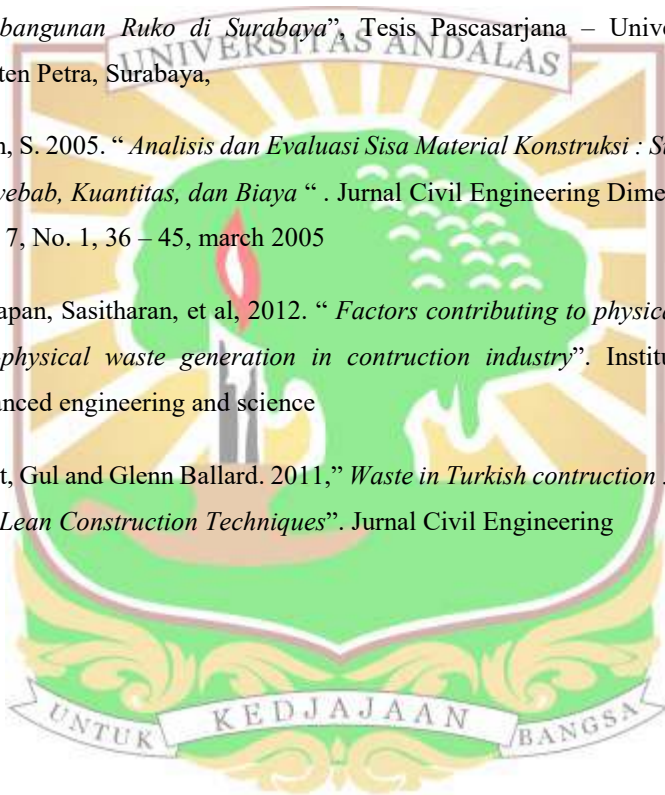 bangunan Ruko di Surabaya”, Tesis Pascasarjana – Unive
UNIVERSITAS ANDALAS
ten Petra, Surabaya,
n, S. 2005. “ Analisis dan Evaluasi Sisa Material Konstruksi : S
yebab, Kuantitas, dan Biaya “ . Jurnal Civil Engineering Dime
7, No. 1, 36 – 45, march 2005
apan, Sasitharan, et al, 2012. “ Factors contributing to physica
physical waste generation in contruction industry”. Institu
anced engineering and science
t, Gul and Glenn Ballard. 2011,” Waste in Turkish contruction :
Lean Construction Techniques”. Jurnal Civil Engineering
UNTUK KEDJAJAAN BANGSA